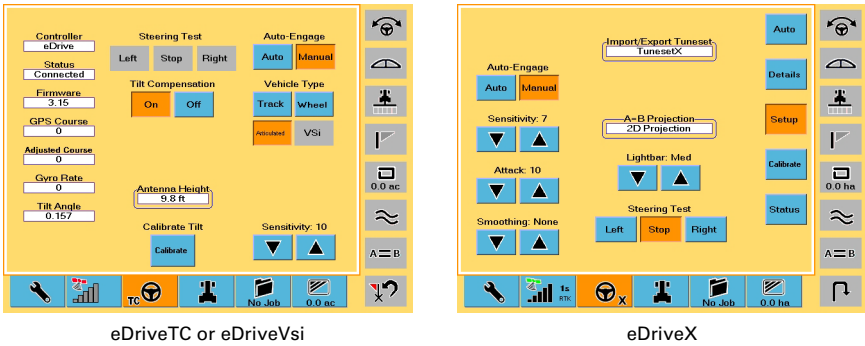 Controller
eDrive
Status
Connected
Firmware
3.15
GPS Course
0
Adjusted Course
0
Gyro Rate
0
Tilt Angle
0.157
Steering Test
Left Stop Right
Tilt Compensation
On Off
Antenna Height
9.8 ft
Calibrate Tilt
Calibrate
Auto-Engage
Auto Manual
Vehicle Type
Track Wheel
Articulated VSi
Sensitivity: 10
0.0 ac
A=B
TC
No Job
0.0 ac
eDriveTC or eDriveVsi
Import/Export Tuneset
TunesetX
Auto-Engage
Auto Manual
Sensitivity: 7
Attack: 10
Smoothing: None
A-B Projection
2D Projection
Lightbar: Med
Steering Test
Left Stop Right
Auto
Details
Setup
Calibrate
Status
0.0 ha
A=B
1s
RTK
X
No Job
0.0 ha
eDriveX